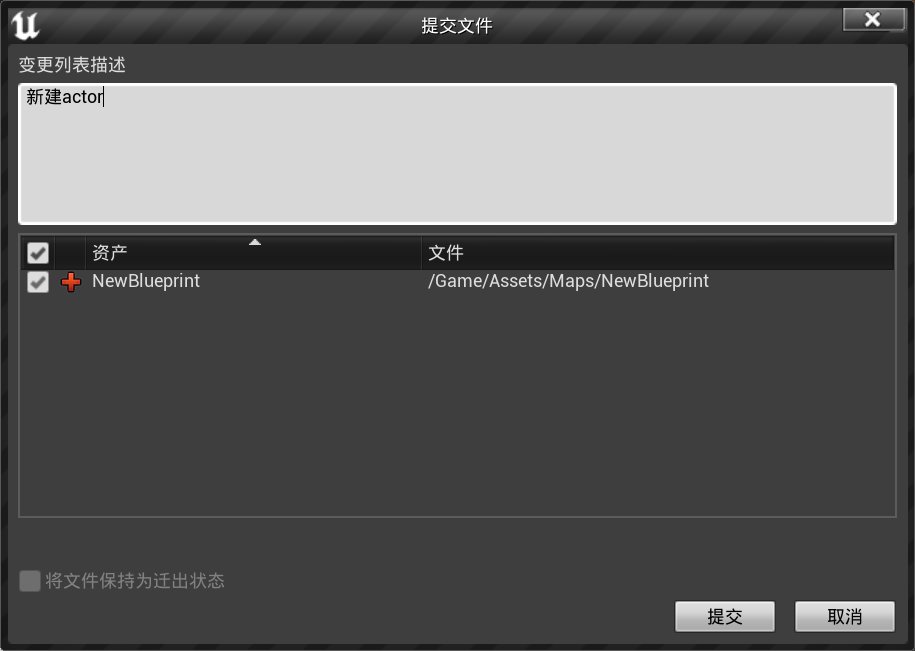 提交文件
变更列表描述
新建actor
资产 文件
NewBlueprint /Game/Assets/Maps/NewBlueprint
将文件保持为迁出状态
提交 取消